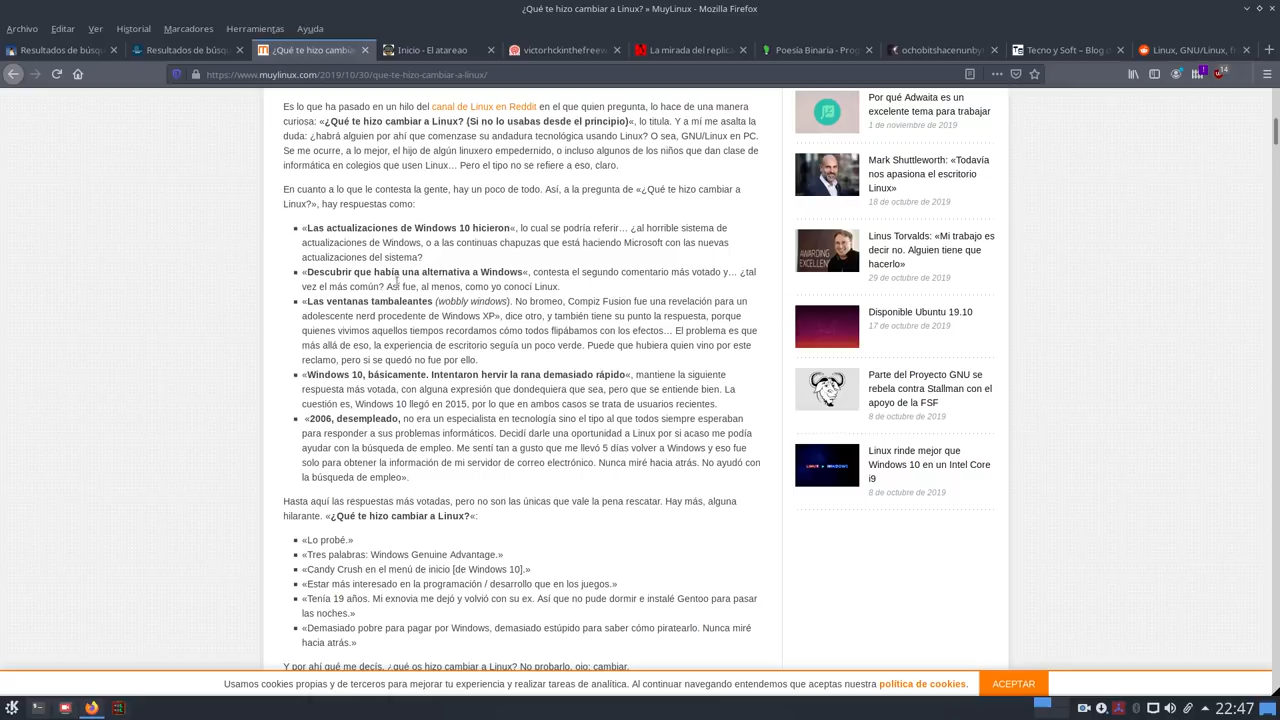 ¿Qué te hizo cambiar a Linux? » MuyLinux - Mozilla Firefox
Archivo Editar Ver Historial Marcadores Herramientas Ayuda
Resultados de búsq
Resultados de búsq
¿Qué te hizo cambia
Inicio - El atareao
victorhckinthefreew
La mirada del replica
Poesía Binaria - Prog
ochobitshacenunby
Tecno y Soft – Blog d
Linux, GNU/Linux, fr
https://www.muylinux.com/2019/10/30/que-te-hizo-cambiar-a-linux/
Es lo que ha pasado en un hilo del canal de Linux en Reddit en el que quien pregunta, lo hace de una manera
curiosa: «¿Qué te hizo cambiar a Linux? (Si no lo usabas desde el principio)«, lo titula. Y a mí me asalta la
duda: ¿habrá alguien por ahí que comenzase su andadura tecnológica usando Linux? O sea, GNU/Linux en PC.
Se me ocurre, a lo mejor, el hijo de algún linuxero empedernido, o incluso algunos de los niños que dan clase de
informática en colegios que usen Linux… Pero el tipo no se refiere a eso, claro.
En cuanto a lo que le contesta la gente, hay un poco de todo. Así, a la pregunta de «¿Qué te hizo cambiar a
Linux?», hay respuestas como:
«Las actualizaciones de Windows 10 hicieron«, lo cual se podría referir… ¿al horrible sistema de
actualizaciones de Windows, o a las continuas chapuzas que está haciendo Microsoft con las nuevas
actualizaciones del sistema?
«Descubrir que había una alternativa a Windows«, contesta el segundo comentario más votado y… ¿tal
vez el más común? Así fue, al menos, como yo conocí Linux.
«Las ventanas tambaleantes (wobbly windows). No bromeo, Compiz Fusion fue una revelación para un
adolescente nerd procedente de Windows XP», dice otro, y también tiene su punto la respuesta, porque
quienes vivimos aquellos tiempos recordamos cómo todos flipábamos con los efectos… El problema es que
más allá de eso, la experiencia de escritorio seguía un poco verde. Puede que hubiera quien vino por este
reclamo, pero si se quedó no fue por ello.
«Windows 10, básicamente. Intentaron hervir la rana demasiado rápido«, mantiene la siguiente
respuesta más votada, con alguna expresión que dondequiera que sea, pero que se entiende bien. La
cuestión es, Windows 10 llegó en 2015, por lo que en ambos casos se trata de usuarios recientes.
«2006, desempleado, no era un especialista en tecnología sino el tipo al que todos siempre esperaban
para responder a sus problemas informáticos. Decidí darle una oportunidad a Linux por si acaso me podía
ayudar con la búsqueda de empleo. Me sentí tan a gusto que me llevó 5 días volver a Windows y eso fue
solo para obtener la información de mi servidor de correo electrónico. Nunca miré hacia atrás. No ayudó con
la búsqueda de empleo».
Hasta aquí las respuestas más votadas, pero no son las únicas que vale la pena rescatar. Hay más, alguna
hilarante. «¿Qué te hizo cambiar a Linux?«:
«Lo probé.»
«Tres palabras: Windows Genuine Advantage.»
«Candy Crush en el menú de inicio [de Windows 10].»
«Estar más interesado en la programación / desarrollo que en los juegos.»
«Tenía 19 años. Mi exnovia me dejó y volvió con su ex. Así que no pude dormir e instalé Gentoo para pasar
las noches.»
«Demasiado pobre para pagar por Windows, demasiado estúpido para saber cómo piratearlo. Nunca miré
hacia atrás.»
Y por ahí qué me decís, ¿qué os hizo cambiar a Linux? No probarlo, ojo: cambiar.
Por qué Adwaita es un
excelente tema para trabajar
1 de noviembre de 2019
Mark Shuttleworth: «Todavía
nos apasiona el escritorio
Linux»
18 de octubre de 2019
AWARDING
EXCELLEN
Linus Torvalds: «Mi trabajo es
decir no. Alguien tiene que
hacerlo»
29 de octubre de 2019
Disponible Ubuntu 19.10
17 de octubre de 2019
Parte del Proyecto GNU se
rebela contra Stallman con el
apoyo de la FSF
8 de octubre de 2019
Linux rinde mejor que
Windows 10 en un Intel Core
i9
8 de octubre de 2019
Usamos cookies propias y de terceros para mejorar tu experiencia y realizar tareas de analítica. Al continuar navegando entendemos que aceptas nuestra política de cookies.
ACEPTAR
22:47